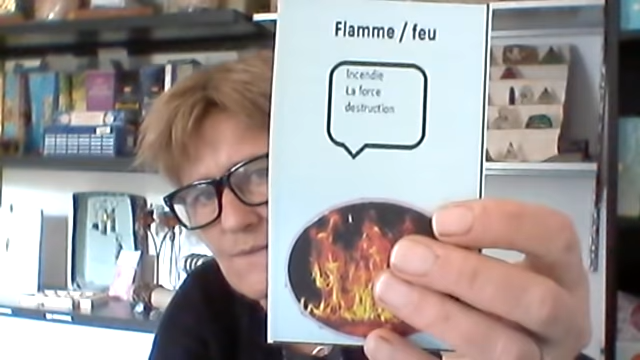 Flamme / feu
Incendie
La force
destruction